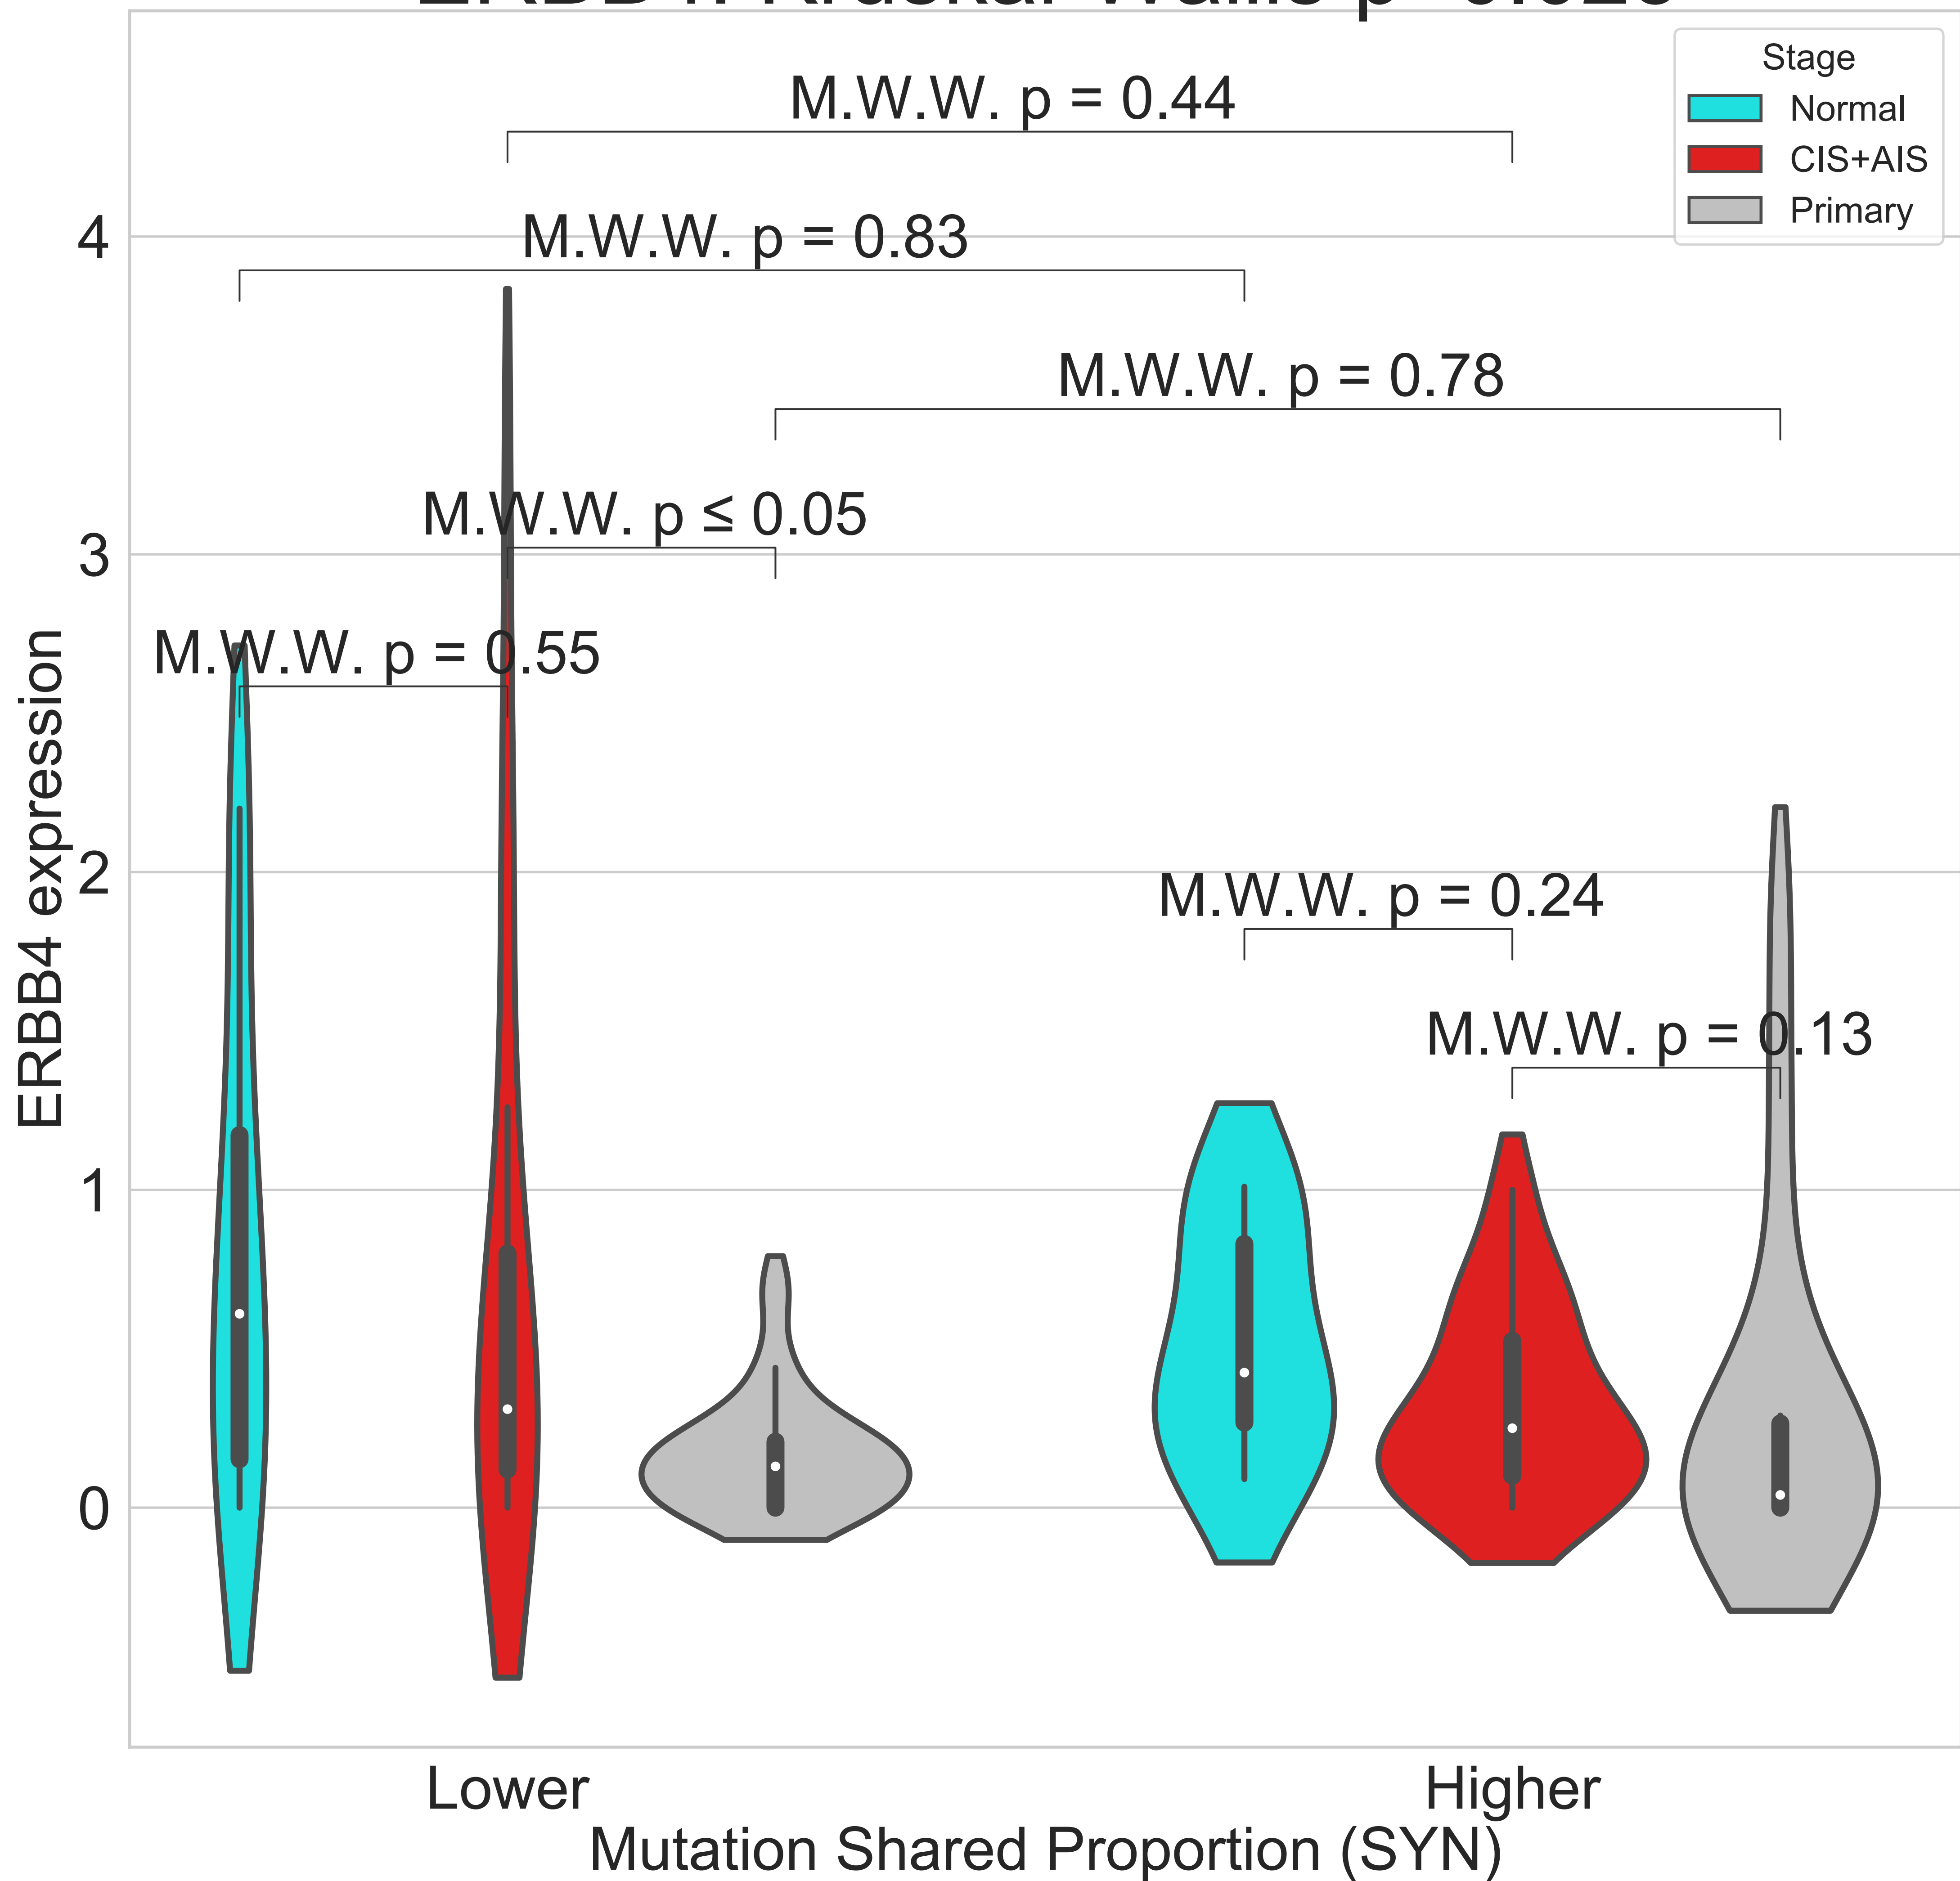 Stage
Normal
CIS+AIS
Primary
M.W.W. p = 0.44
M.W.W. p = 0.83
M.W.W. p = 0.78
M.W.W. p ≤ 0.05
M.W.W. p = 0.55
M.W.W. p = 0.24
M.W.W. p = 0.13
4
3
2
1
0
ERBB4 expression
Lower
Higher
Mutation Shared Proportion (SYN)